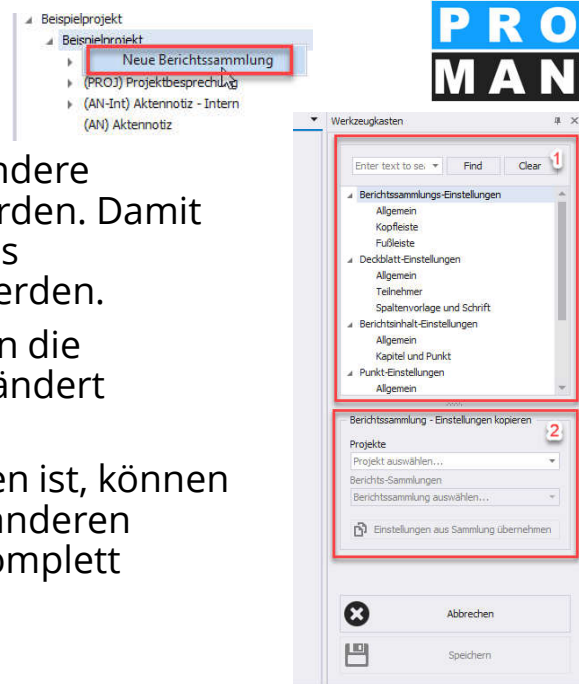 Beispielprojekt
Beispielprojekt
Neue Berichtssammlung
(PROJ) Projektbesprechung
(AN-Int) Aktennotiz - Intern
(AN) Aktennotiz
PRO
MAN
ndere
rden. Damit
s
erden.
n die
ändert
en ist, können
anderen
omplett
Werkzeugkasten
Enter text to se
Find
Clear
1
Berichtssammlungs-Einstellungen
Allgemein
Kopfleiste
Fußleiste
Deckblatt-Einstellungen
Allgemein
Teilnehmer
Spaltenvorlage und Schrift
Berichtsinhalt-Einstellungen
Allgemein
Kapitel und Punkt
Punkt-Einstellungen
Allgemein
Berichtssammlung - Einstellungen kopieren
2
Projekte
Projekt auswählen...
Berichts-Sammlungen
Berichtssammlung auswählen...
Einstellungen aus Sammlung übernehmen
Abbrechen
Speichern